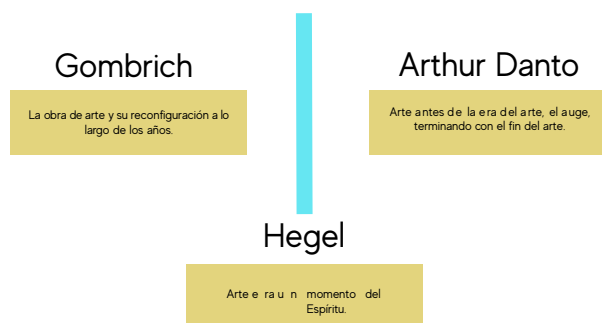 Gombrich
La obra de arte y su reconfiguración a lo
largo de los años.
Arthur Danto
Arte antes de la era del arte, el auge,
terminando con el fin del arte.
Hegel
Arte e ra u n momento del
Espíritu.